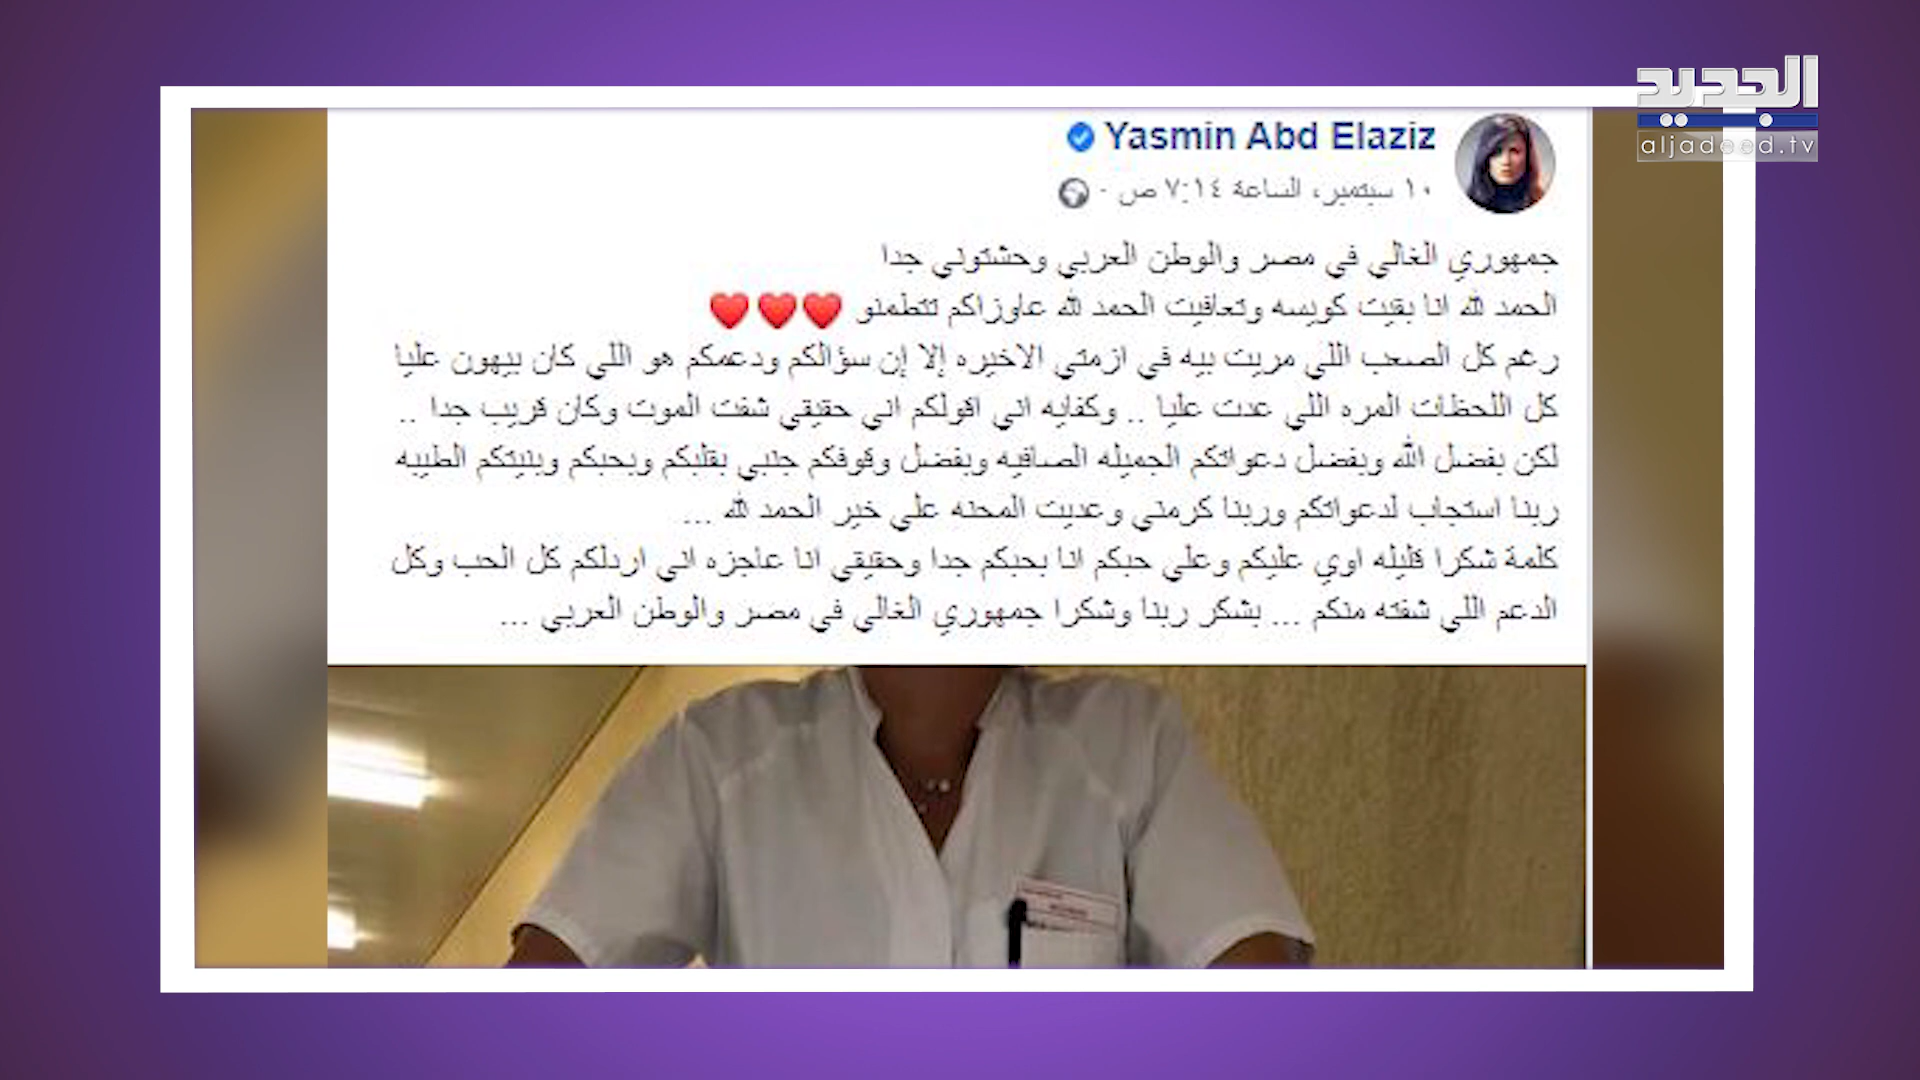 الجديد
aljadeed.tv
Yasmin Abd Elaziz
١٠ سبتمبر، الساعة ٧:١٤ ص ·
جمهوري الغالي في مصر والوطن العربي وحشتوني جدا
الحمد لله انا بقيت كويسه وتعافيت الحمد لله عاوزاكم تتطمنو ❤️❤️❤️
رغم كل الصعب اللي مريت بيه في ازمتي الاخيره إلا إن سؤالكم ودعمكم هو اللي كان بيهون عليا
كل اللحظات المره اللي عدت عليا .. وكفايه اني اقولكم اني حقيقي شفت الموت وكان قريب جدا ..
لكن بفضل الله وبفضل دعواتكم الجميله الصافيه وبفضل وقوفكم جنبي بقلبكم وبحبكم وبنيتكم الطيبه
ربنا استجاب لدعواتكم وربنا كرمني وعديت المحنه علي خير الحمد لله ...
كلمة شكرا قليله اوي عليكم وعلي حبكم انا بحبكم جدا وحقيقي انا عاجزه اني اردلكم كل الحب وكل
الدعم اللي شفته منكم ... بشكر ربنا وشكرا جمهوري الغالي في مصر والوطن العربي ...